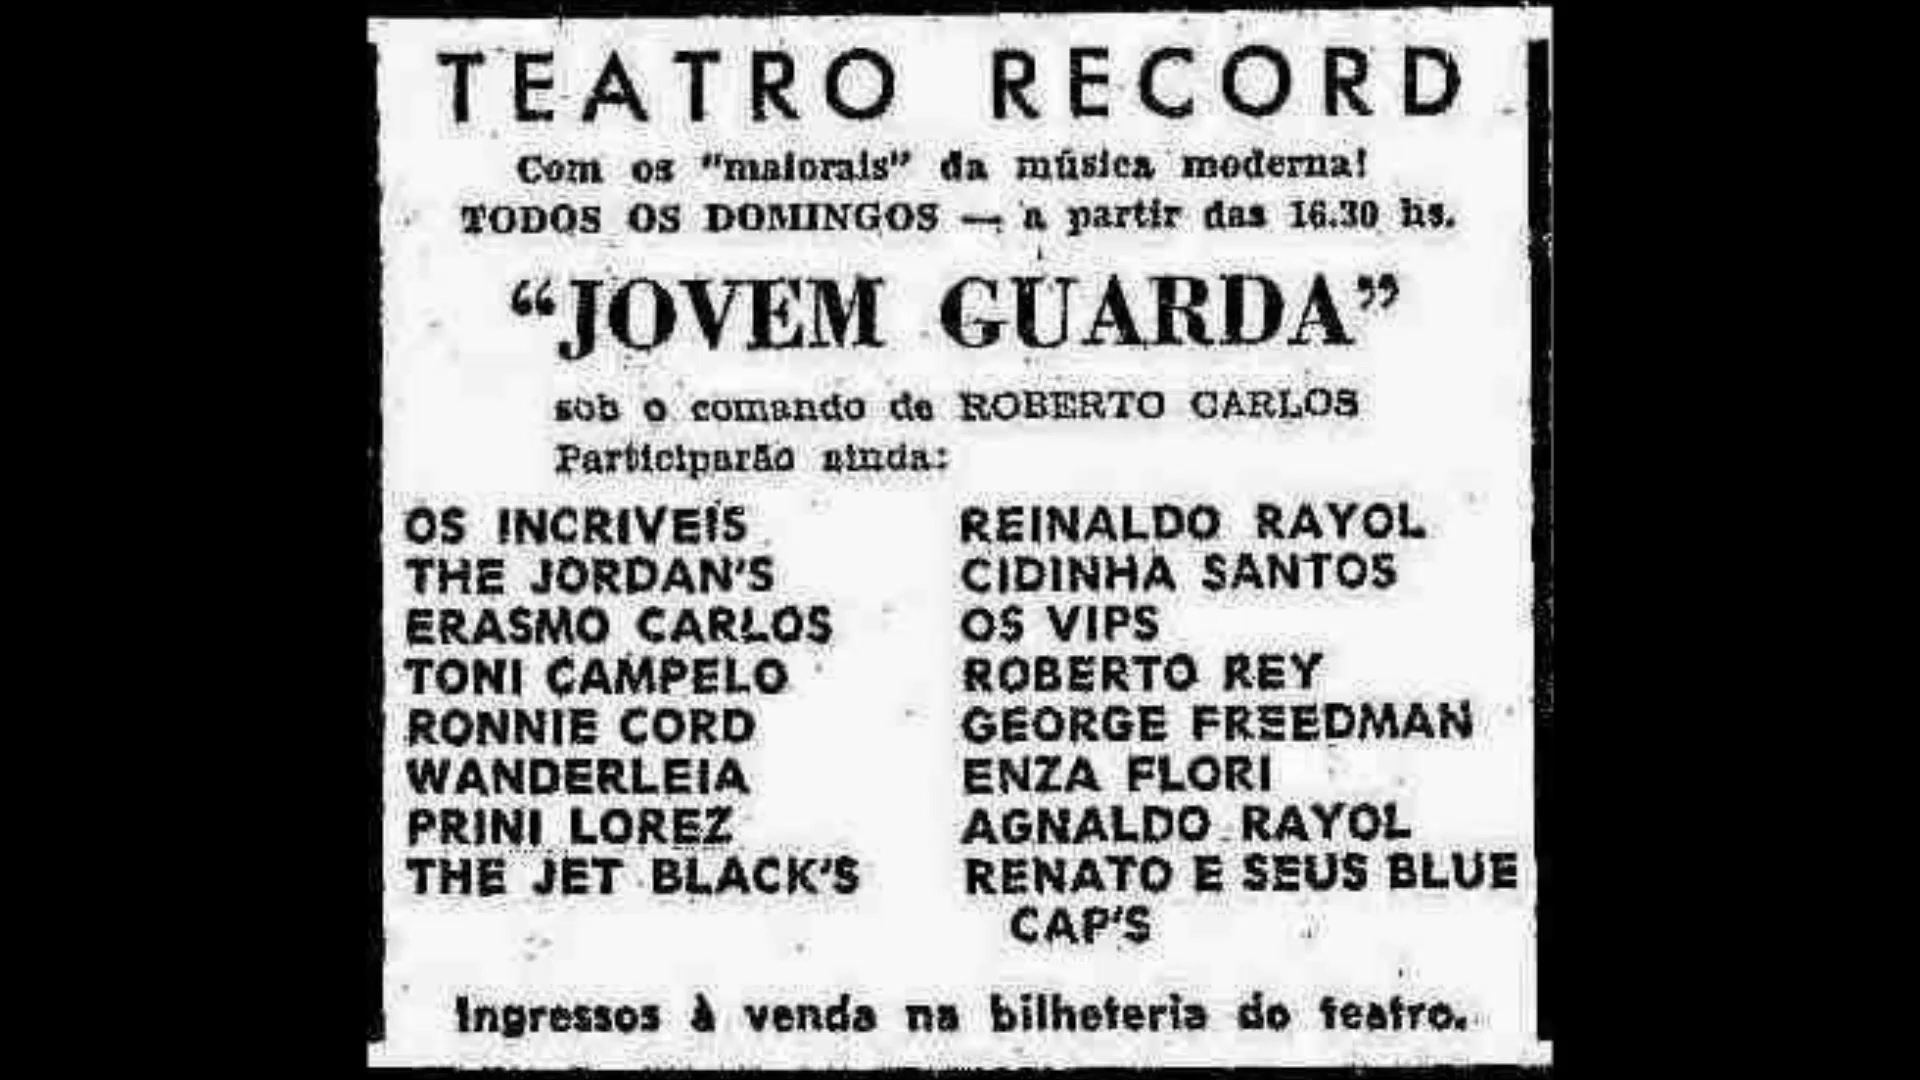 TEATRO RECORD
Com os "maiorais" da música moderna!
TODOS OS DOMINGOS — a partir das 16.30 hs.
"JOVEM GUARDA"
sob o comando de ROBERTO CARLOS
Participarão ainda:
OS INCRIVEIS
THE JORDAN'S
ERASMO CARLOS
TONI CAMPELO
RONNIE CORD
WANDERLEIA
PRINI LOREZ
THE JET BLACK'S
REINALDO RAYOL
CIDINHA SANTOS
OS VIPS
ROBERTO REY
GEORGE FREEDMAN
ENZA FLORI
AGNALDO RAYOL
RENATO E SEUS BLUE
CAP'S
Ingressos à venda na bilheteria do teatro.